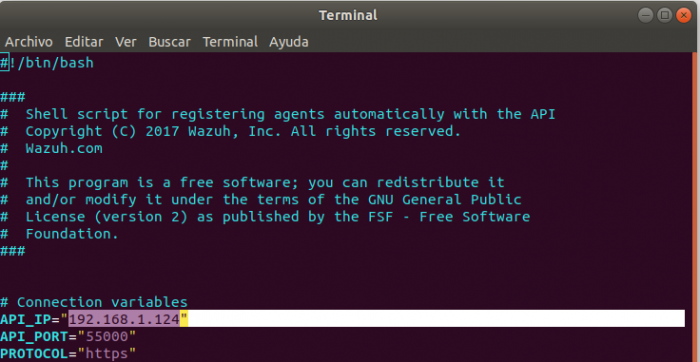 Terminal
Archivo Editar Ver Buscar Terminal Ayuda
#!/bin/bash
###
#  Shell script for registering agents automatically with the API
#  Copyright (C) 2017 Wazuh, Inc. All rights reserved.
#  Wazuh.com
#
#  This program is a free software; you can redistribute it
#  and/or modify it under the terms of the GNU General Public
#  License (version 2) as published by the FSF - Free Software
#  Foundation.
###
# Connection variables
API_IP="192.168.1.124"
API_PORT="55000"
PROTOCOL="https"